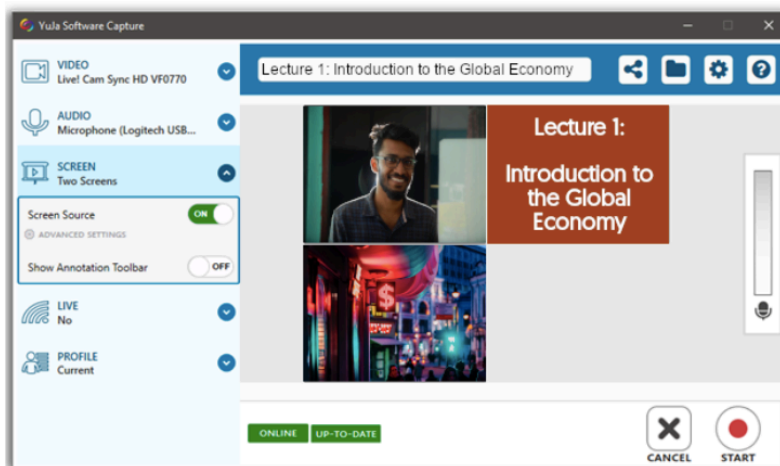 YuJa Software Capture
VIDEO
Live! Cam Sync HD VF0770
AUDIO
Microphone (Logitech USB...
SCREEN
Two Screens
Screen Source
ON
ADVANCED SETTINGS
Show Annotation Toolbar
OFF
LIVE
No
PROFILE
Current
Lecture 1: Introduction to the Global Economy
Lecture 1:
Introduction to
the Global
Economy
$
ONLINE
UP-TO-DATE
CANCEL
START